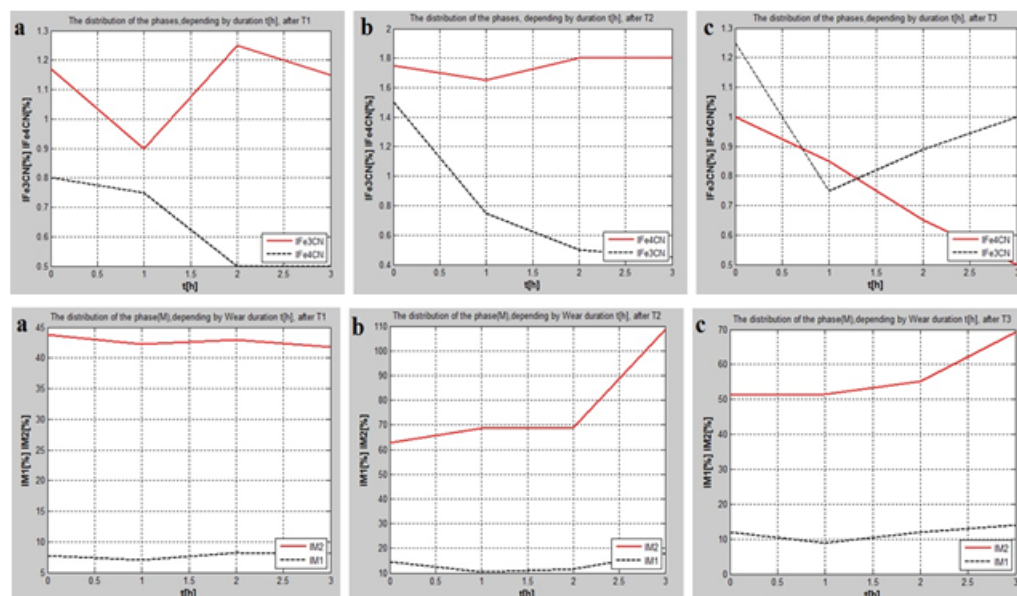 a
The distribution of the phases,depending by duration t[h], after T1
IFe3CN[%] IFe4CN[%]
1.3
1.2
1.1
1
0.9
0.8
0.7
0.6
0.5
0 0.5 1 1.5 2 2.5 3
t[h]
IFe3CN
IFe4CN
b
The distribution of the phases, depending by duration t[h], after T2
IFe3CN[%] IFe4CN[%]
2
1.8
1.6
1.4
1.2
1
0.8
0.6
0.4
0 0.5 1 1.5 2 2.5 3
t[h]
IFe4CN
IFe3CN
c
The distribution of the phases,depending by duration t[h], after T3
IFe3CN[%] IFe4CN[%]
1.3
1.2
1.1
1
0.9
0.8
0.7
0.6
0.5
0 0.5 1 1.5 2 2.5 3
t[h]
IFe4CN
IFe3CN
a
The distribution of the phase(M),depending by Wear duration t[h], after T1
IM1[%] IM2[%]
45
40
35
30
25
20
15
10
5
0 0.5 1 1.5 2 2.5 3
t[h]
IM2
IM1
b
The distribution of the phase(M),depending by Wear duration t[h], after T2
IM1[%] IM2[%]
110
100
90
80
70
60
50
40
30
20
10
0 0.5 1 1.5 2 2.5 3
t[h]
IM2
IM1
c
The distribution of the phase(M),depending by Wear duration t[h], after T3
IM1[%] IM2[%]
70
60
50
40
30
20
10
0
0 0.5 1 1.5 2 2.5 3
t[h]
IM2
IM1